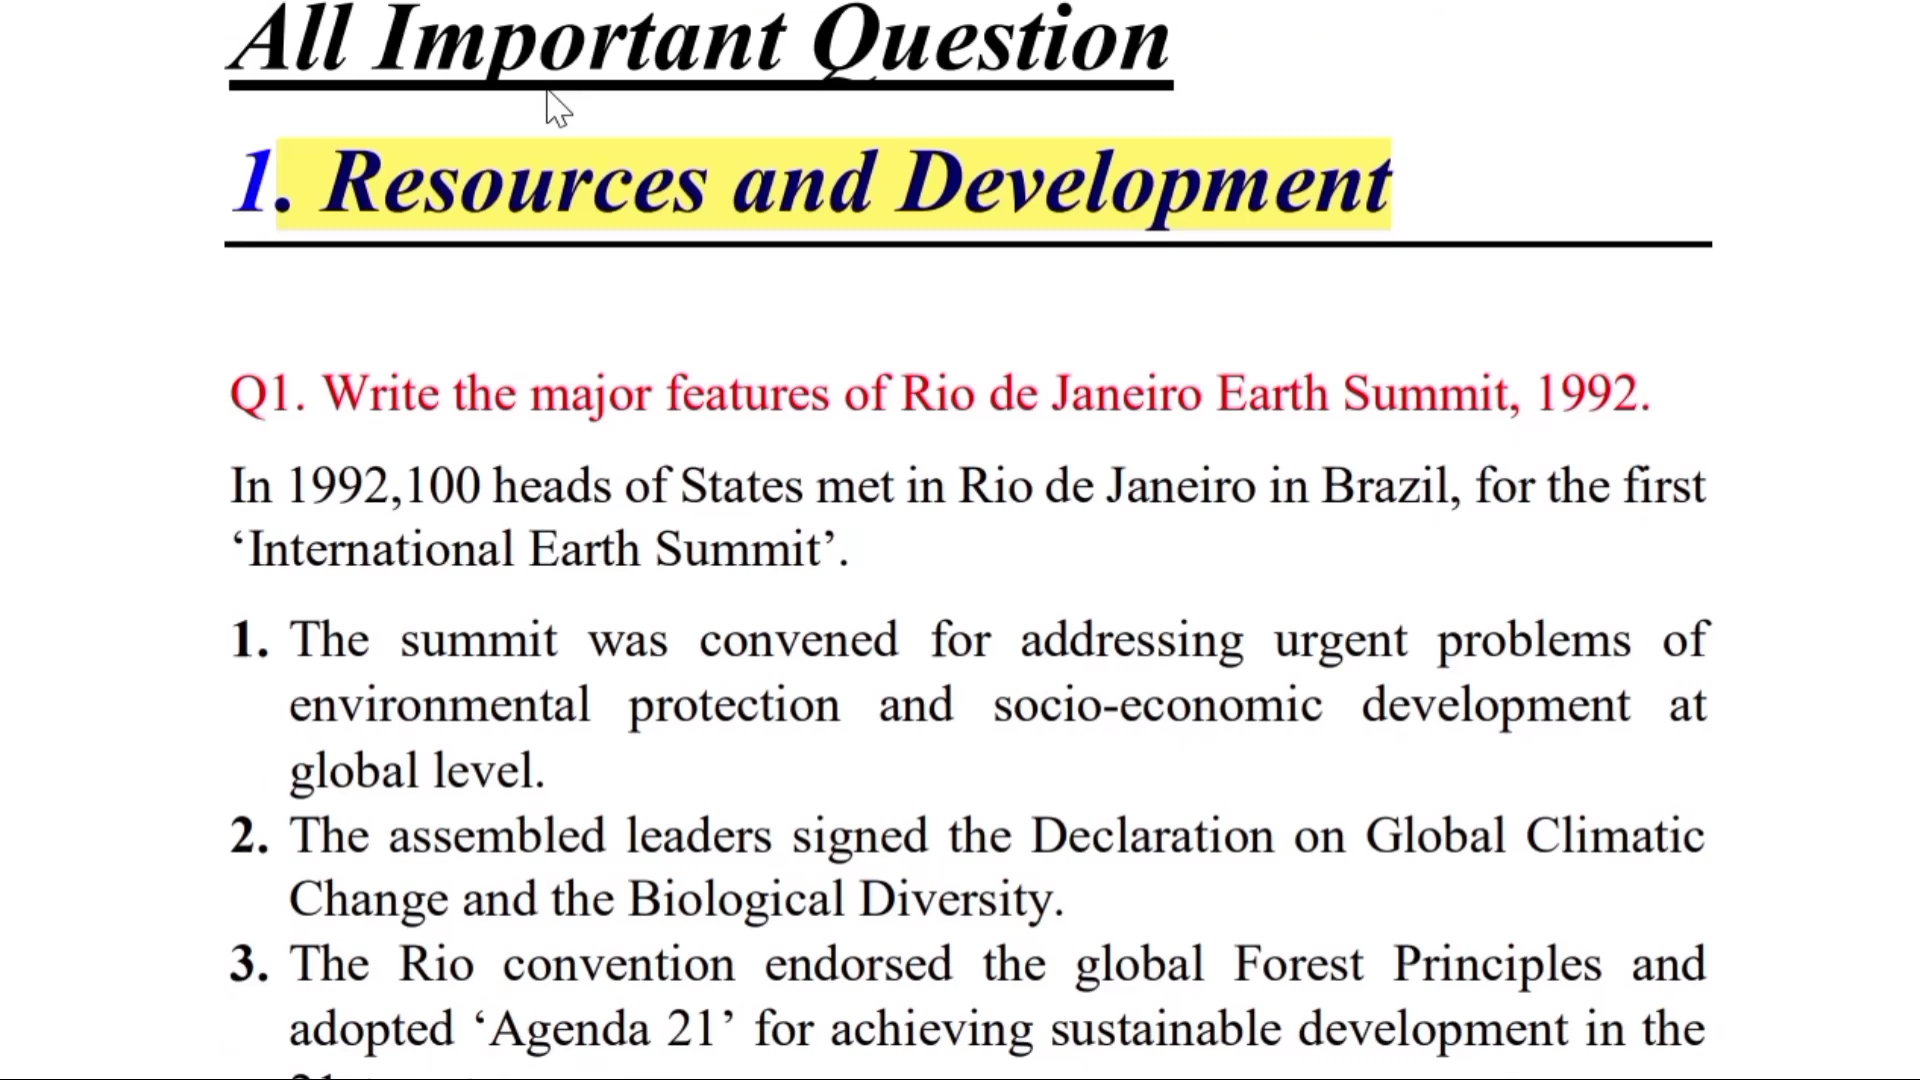 All Important Question
1. Resources and Development
Q1. Write the major features of Rio de Janeiro Earth Summit, 1992.
In 1992,100 heads of States met in Rio de Janeiro in Brazil, for the first
‘International Earth Summit’.
1. The summit was convened for addressing urgent problems of
environmental protection and socio-economic development at
global level.
2. The assembled leaders signed the Declaration on Global Climatic
Change and the Biological Diversity.
3. The Rio convention endorsed the global Forest Principles and
adopted ‘Agenda 21’ for achieving sustainable development in the